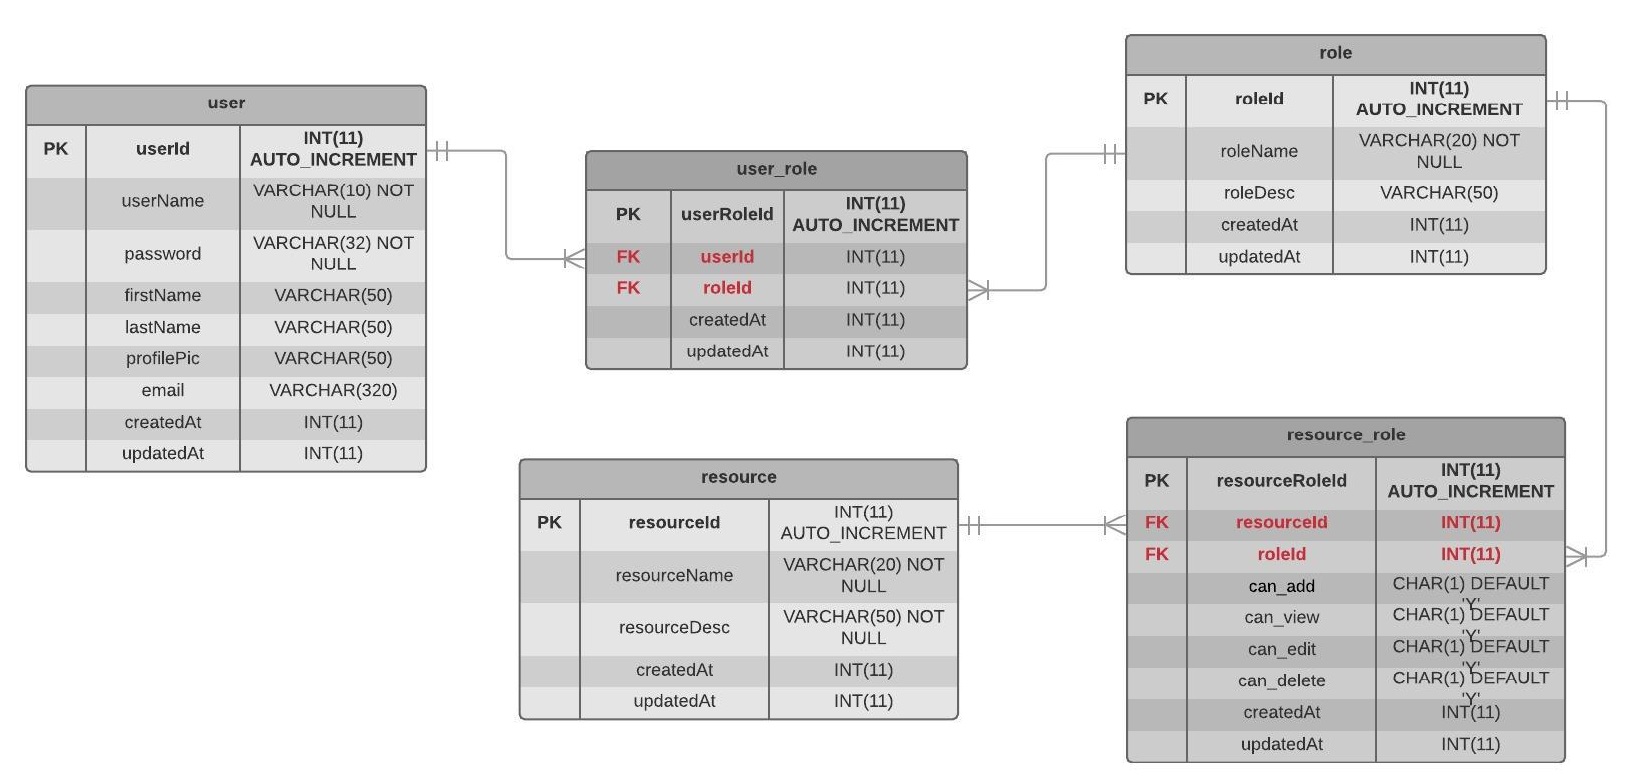 user
PK userId INT(11)
AUTO_INCREMENT
userName VARCHAR(10) NOT
NULL
password VARCHAR(32) NOT
NULL
firstName VARCHAR(50)
lastName VARCHAR(50)
profilePic VARCHAR(50)
email VARCHAR(320)
createdAt INT(11)
updatedAt INT(11)
user_role
PK userRoleId INT(11)
AUTO_INCREMENT
FK userId INT(11)
FK roleId INT(11)
createdAt INT(11)
updatedAt INT(11)
role
PK roleId INT(11)
AUTO_INCREMENT
roleName VARCHAR(20) NOT
NULL
roleDesc VARCHAR(50)
createdAt INT(11)
updatedAt INT(11)
resource
PK resourceId INT(11)
AUTO_INCREMENT
resourceName VARCHAR(20) NOT
NULL
resourceDesc VARCHAR(50) NOT
NULL
createdAt INT(11)
updatedAt INT(11)
resource_role
PK resourceRoleId INT(11)
AUTO_INCREMENT
FK resourceId INT(11)
FK roleId INT(11)
can_add CHAR(1) DEFAULT
'Y'
can_view CHAR(1) DEFAULT
'Y'
can_edit CHAR(1) DEFAULT
'Y'
can_delete CHAR(1) DEFAULT
'Y'
createdAt INT(11)
updatedAt INT(11)